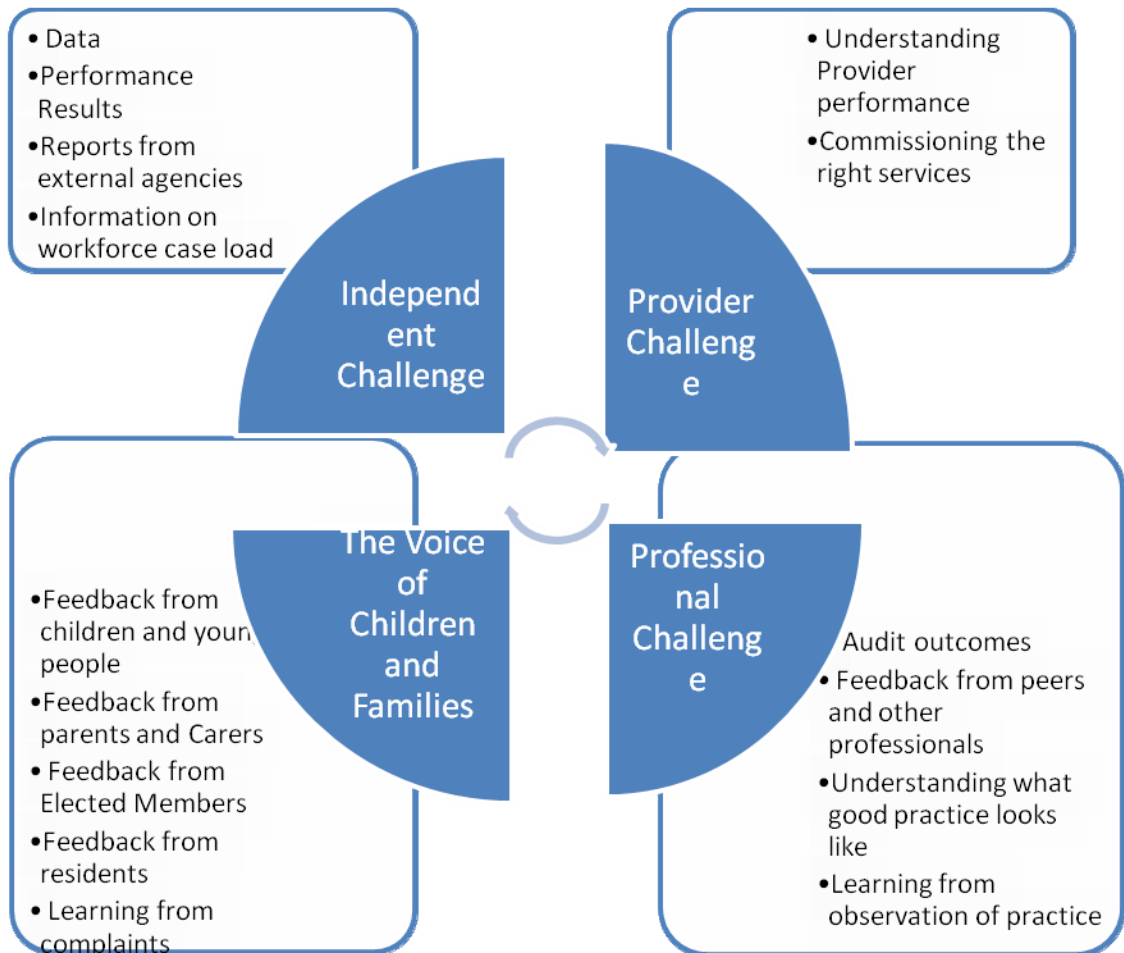 • Data
•Performance
Results
•Reports from
external agencies
•Information on
workforce case load
• Understanding
Provider
performance
•Commissioning the
right services
Independ
ent
Challenge
Provider
Challeng
e
The Voice
of
Children
and
Families
Professio
nal
Challeng
e
•Feedback from
children and youn
people
•Feedback from
parents and Carers
• Feedback from
Elected Members
•Feedback from
residents
• Learning from
complaints
Audit outcomes
• Feedback from peers
and other
professionals
•Understanding what
good practice looks
like
•Learning from
observation of practice